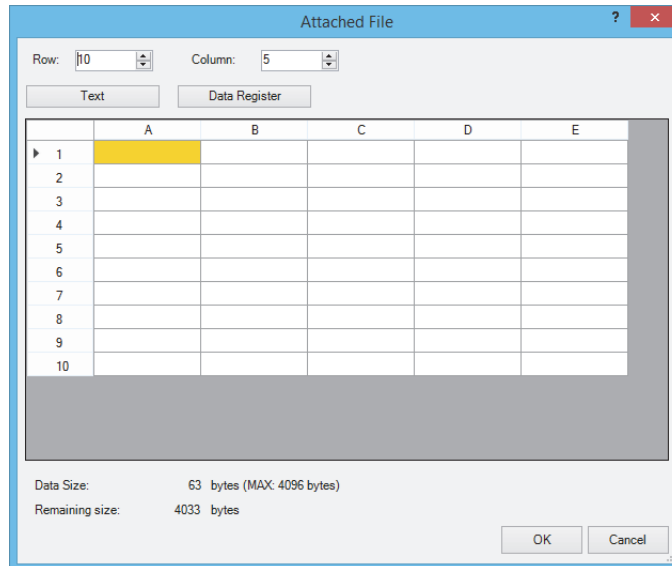 Attached File
? ×
Row: 10 Column: 5
Text Data Register
A B C D E
1
2
3
4
5
6
7
8
9
10
Data Size: 63 bytes (MAX: 4096 bytes)
Remaining size: 4033 bytes
OK Cancel